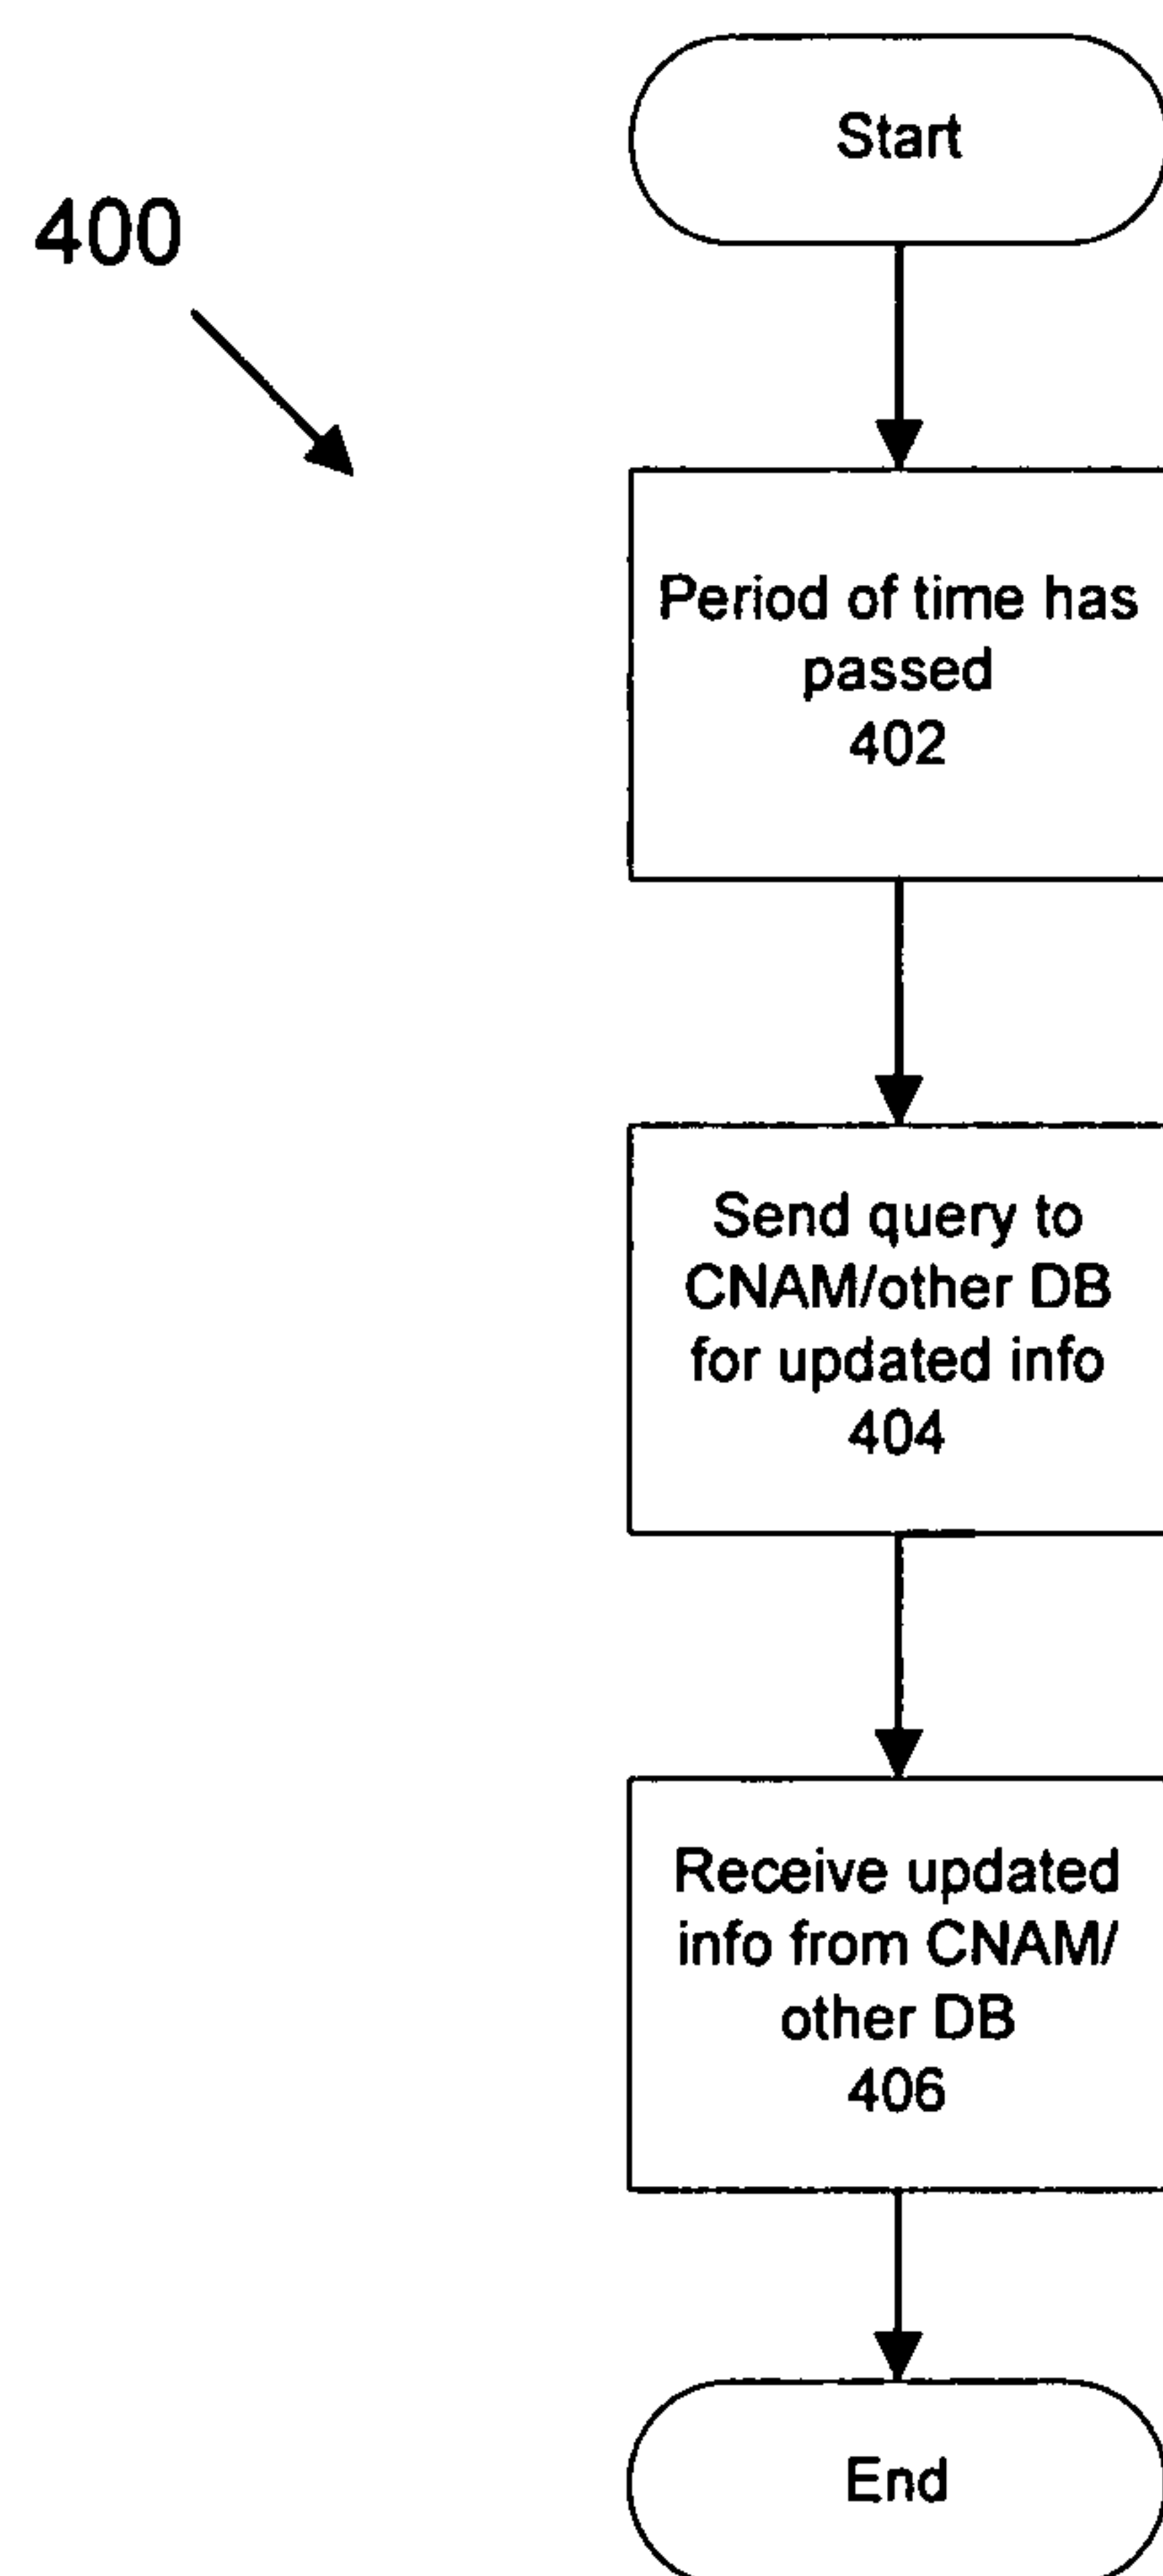 Start
400
Period of time has
passed
402
Send query to
CNAM/other DB
for updated info
404
Receive updated
info from CNAM/
other DB
406
End